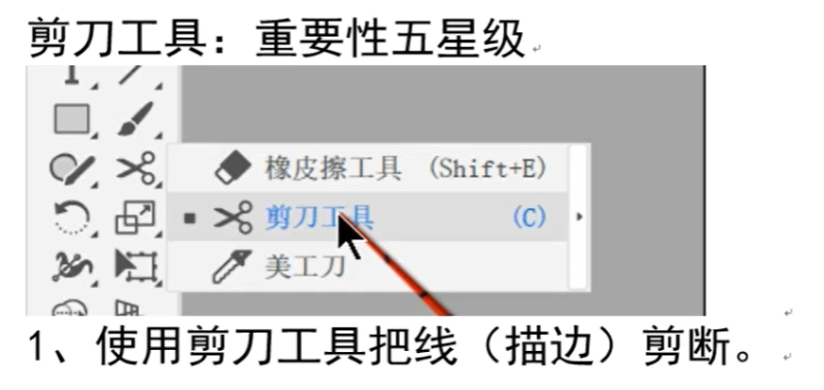 剪刀工具：重要性五星级
橡皮擦工具 (Shift+E)
剪刀工具 (C)
美工刀
1、使用剪刀工具把线（描边）剪断。